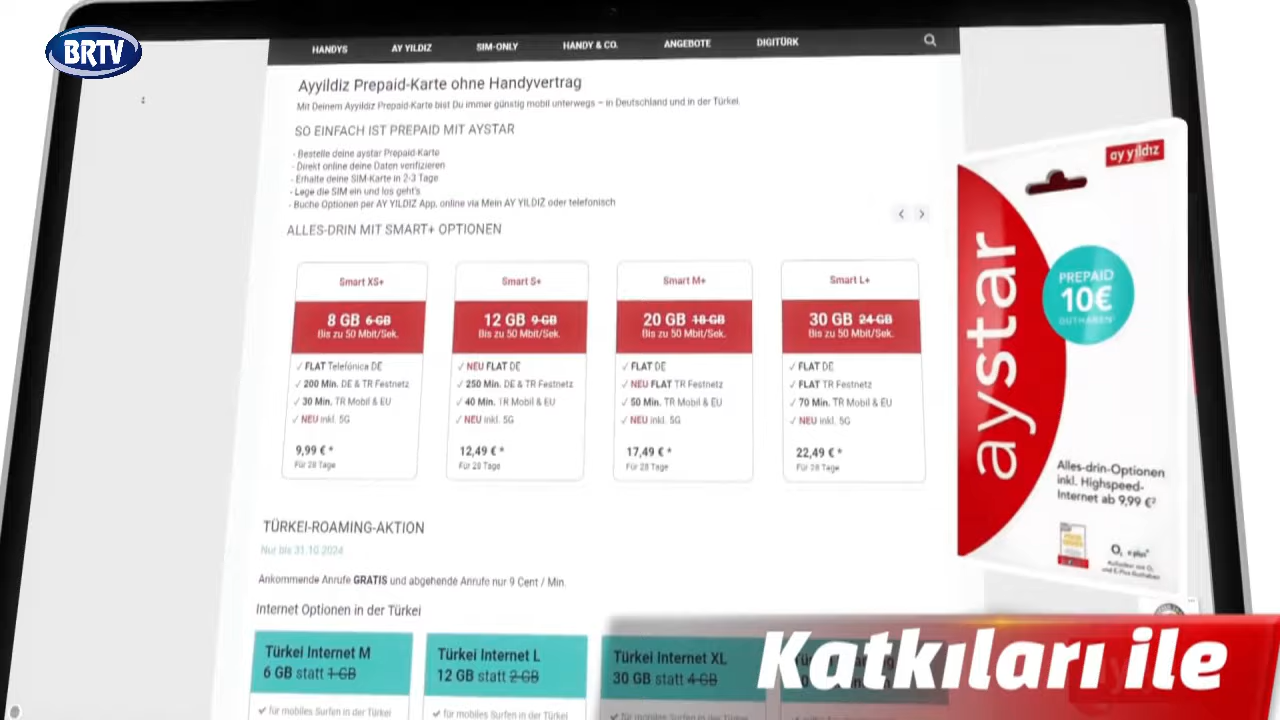 BRTV
HANDYS AY YILDIZ SIM-ONLY HANDY & CO. ANGEBOTE DIGITÜRK
Ayyildiz Prepaid-Karte ohne Handyvertrag
Mit Deinem Ayyildiz Prepaid-Karte bist Du immer günstig mobil unterwegs – in Deutschland und in der Türkei.
SO EINFACH IST PREPAID MIT AYSTAR
- Bestelle deine aystar Prepaid-Karte
- Direkt online deine Daten verifizieren
- Erhalte deine SIM-Karte in 2-3 Tage
- Lege die SIM ein und los geht's
- Buche Optionen per AY YILDIZ App, online via Mein AY YILDIZ oder telefonisch
ALLES-DRIN MIT SMART+ OPTIONEN
Smart XS+
8 GB 6 GB
Bis zu 50 Mbit/Sek.
✓ FLAT Telefónica DE
✓ 200 Min. DE & TR Festnetz
✓ 30 Min. TR Mobil & EU
✓ NEU inkl. 5G
9,99 € *
Für 28 Tage
Smart S+
12 GB 9 GB
Bis zu 50 Mbit/Sek.
✓ NEU FLAT DE
✓ 250 Min. DE & TR Festnetz
✓ 40 Min. TR Mobil & EU
✓ NEU inkl. 5G
12,49 € *
Für 28 Tage
Smart M+
20 GB 18 GB
Bis zu 50 Mbit/Sek.
✓ FLAT DE
✓ NEU FLAT TR Festnetz
✓ 50 Min. TR Mobil & EU
✓ NEU inkl. 5G
17,49 € *
Für 28 Tage
Smart L+
30 GB 24 GB
Bis zu 50 Mbit/Sek.
✓ FLAT DE
✓ FLAT TR Festnetz
✓ 70 Min. TR Mobil & EU
✓ NEU inkl. 5G
22,49 € *
Für 28 Tage
TÜRKEI-ROAMING-AKTION
Nur bis 31.10.2024
Ankommende Anrufe GRATIS und abgehende Anrufe nur 9 Cent / Min.
Internet Optionen in der Türkei
Türkei Internet M
6 GB statt 1 GB
✓ für mobiles Surfen in der Türkei
Türkei Internet L
12 GB statt 2 GB
✓ für mobiles Surfen in der Türkei
Türkei Internet XL
30 GB statt 4 GB
✓ für mobiles Surfen in der Türkei
ay yıldız
aystar
PREPAID
10€
GUTHABEN
Alles-drin-Optionen
inkl. Highspeed-
Internet ab 9,99 €²
O₂ e-plus
Katkıları ile